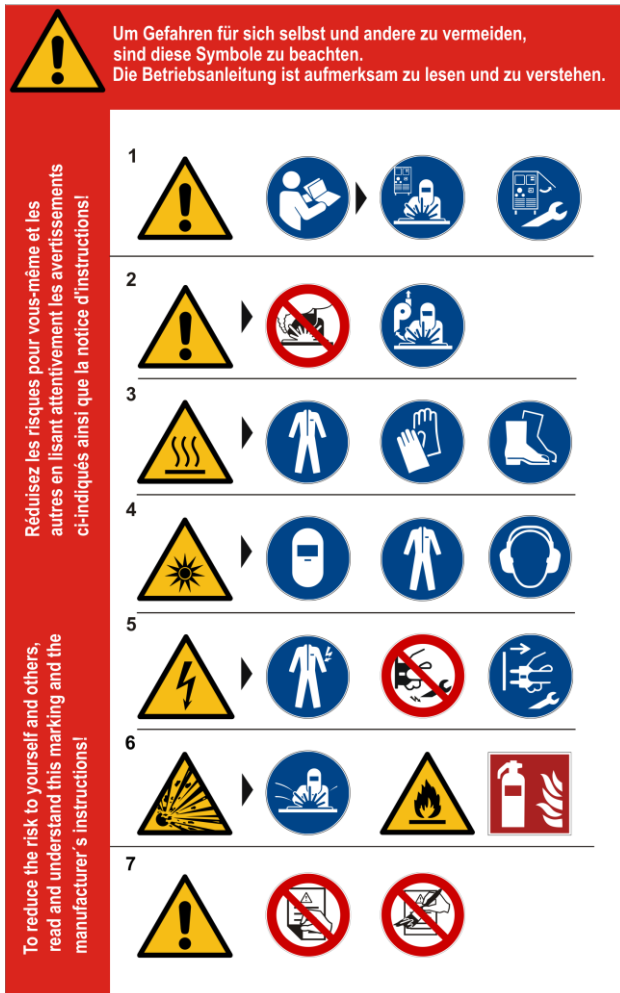 Um Gefahren für sich selbst und andere zu vermeiden,
sind diese Symbole zu beachten.
Die Betriebsanleitung ist aufmerksam zu lesen und zu verstehen.
Réduisez les risques pour vous-même et les
autres en lisant attentivement les avertissements
ci-indiqués ainsi que la notice d'instructions!
To reduce the risk to yourself and others,
read and understand this marking and the
manufacturer´s instructions!
1
2
3
4
5
6
7